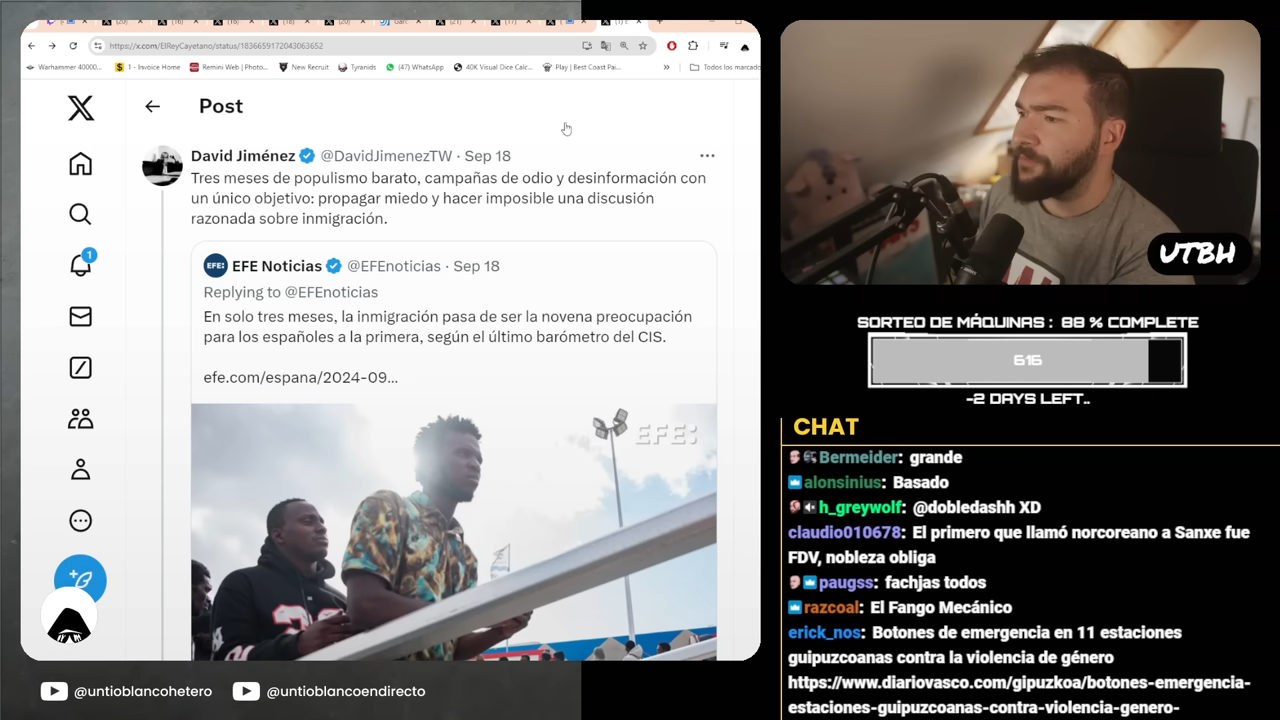 https://x.com/ElReyCayetano/status/1836659172043063652
Warhammer 40000...
1 - Invoice Home
Remini Web | Photo...
New Recruit
Tyranids
(47) WhatsApp
40K Visual Dice Calc...
Play | Best Coast Pai...
»
Todos los marcado
Post
David Jiménez @DavidJimenezTW · Sep 18
Tres meses de populismo barato, campañas de odio y desinformación con
un único objetivo: propagar miedo y hacer imposible una discusión
razonada sobre inmigración.
EFE: EFE Noticias @EFEnoticias · Sep 18
Replying to @EFEnoticias
En solo tres meses, la inmigración pasa de ser la novena preocupación
para los españoles a la primera, según el último barómetro del CIS.
efe.com/espana/2024-09...
EFE:
1
@untioblancohetero
@untioblancoendirecto
UTBH
SORTEO DE MÁQUINAS : 88 % COMPLETE
616
-2 DAYS LEFT..
CHAT
Bermeider: grande
alonsinius: Basado
h_greywolf: @dobledashh XD
claudio010678: El primero que llamó norcoreano a Sanxe fue
FDV, nobleza obliga
paugss: fachjas todos
razcoal: El Fango Mecánico
erick_nos: Botones de emergencia en 11 estaciones
guipuzcoanas contra la violencia de género
https://www.diariovasco.com/gipuzkoa/botones-emergencia-
estaciones-guipuzcoanas-contra-violencia-genero-